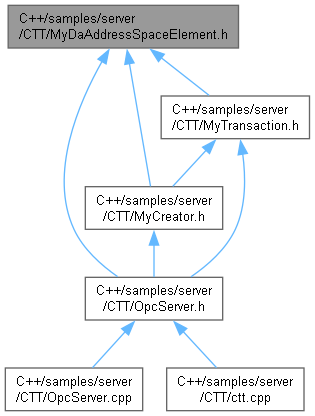 C++/samples/server
/CTT/MyDaAddressSpaceElement.h
C++/samples/server
/CTT/MyTransaction.h
C++/samples/server
/CTT/MyCreator.h
C++/samples/server
/CTT/OpcServer.h
C++/samples/server
/CTT/OpcServer.cpp
C++/samples/server
/CTT/ctt.cpp